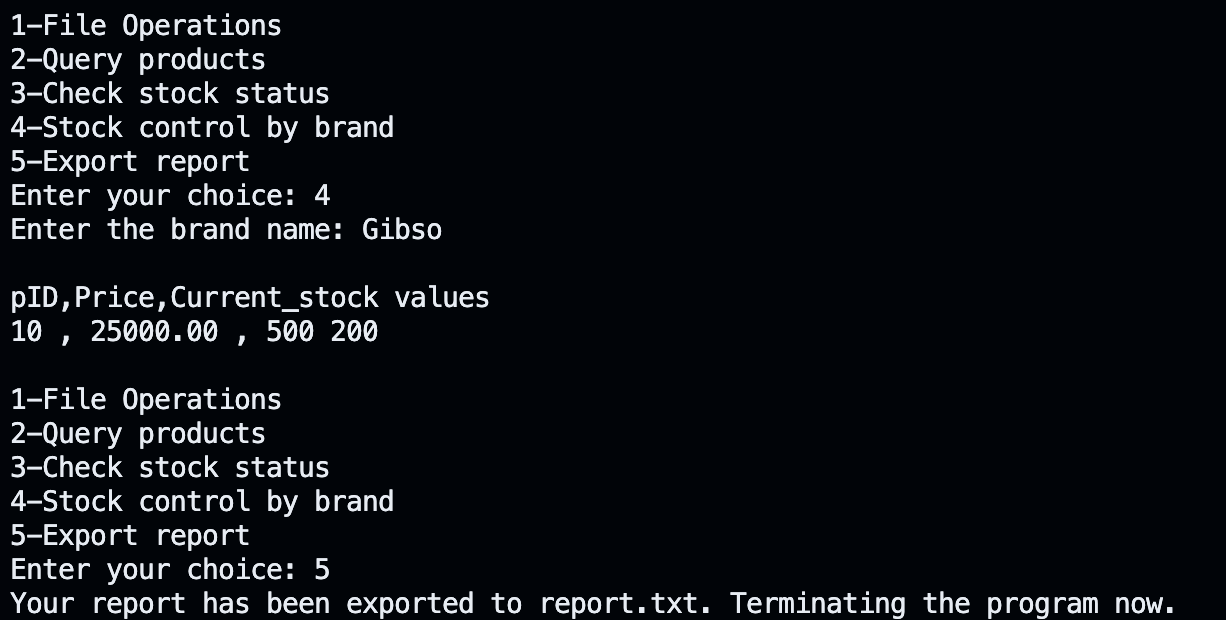 1-File Operations
2-Query products
3-Check stock status
4-Stock control by brand
5-Export report
Enter your choice: 4
Enter the brand name: Gibso
pID,Price,Current_stock values
10 , 25000.00 , 500 200
1-File Operations
2-Query products
3-Check stock status
4-Stock control by brand
5-Export report
Enter your choice: 5
Your report has been exported to report.txt. Terminating the program now.